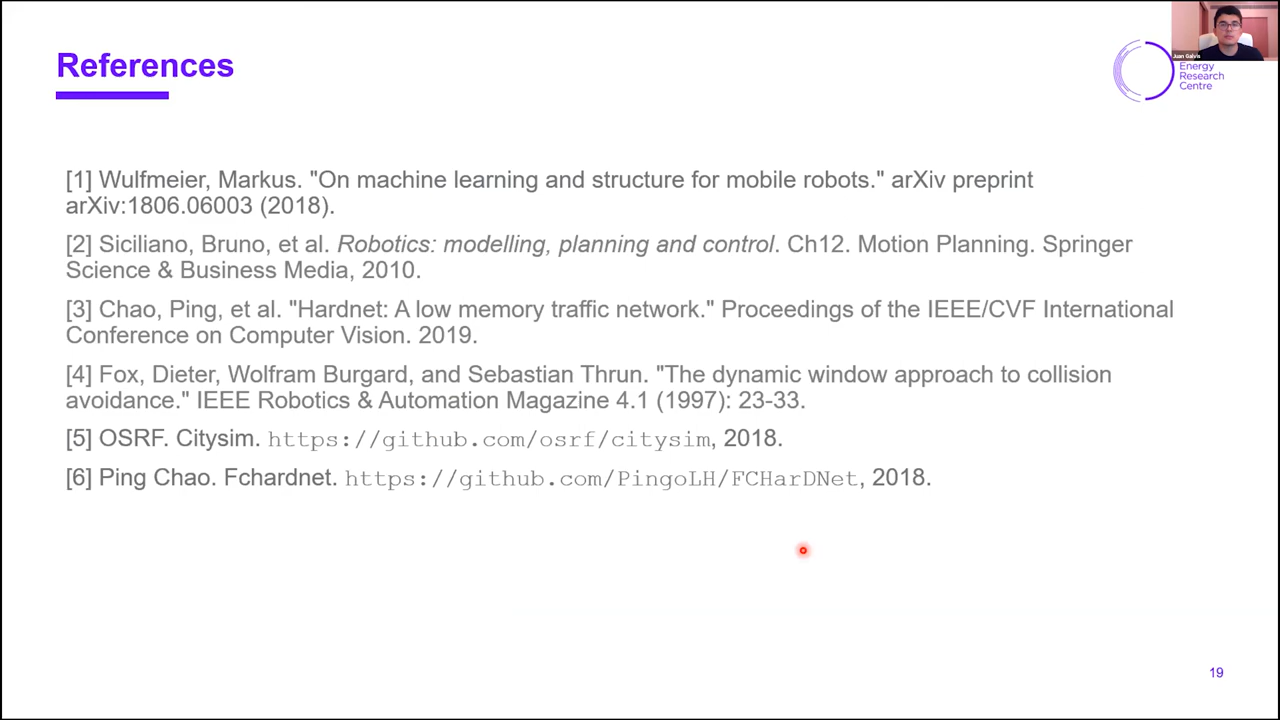 References
Juan Galvis
Energy
Research
Centre
[1] Wulfmeier, Markus. "On machine learning and structure for mobile robots." arXiv preprint
arXiv:1806.06003 (2018).
[2] Siciliano, Bruno, et al. Robotics: modelling, planning and control. Ch12. Motion Planning. Springer
Science & Business Media, 2010.
[3] Chao, Ping, et al. "Hardnet: A low memory traffic network." Proceedings of the IEEE/CVF International
Conference on Computer Vision. 2019.
[4] Fox, Dieter, Wolfram Burgard, and Sebastian Thrun. "The dynamic window approach to collision
avoidance." IEEE Robotics & Automation Magazine 4.1 (1997): 23-33.
[5] OSRF. Citysim. https://github.com/osrf/citysim, 2018.
[6] Ping Chao. Fchardnet. https://github.com/PingoLH/FCHarDNet, 2018.
19